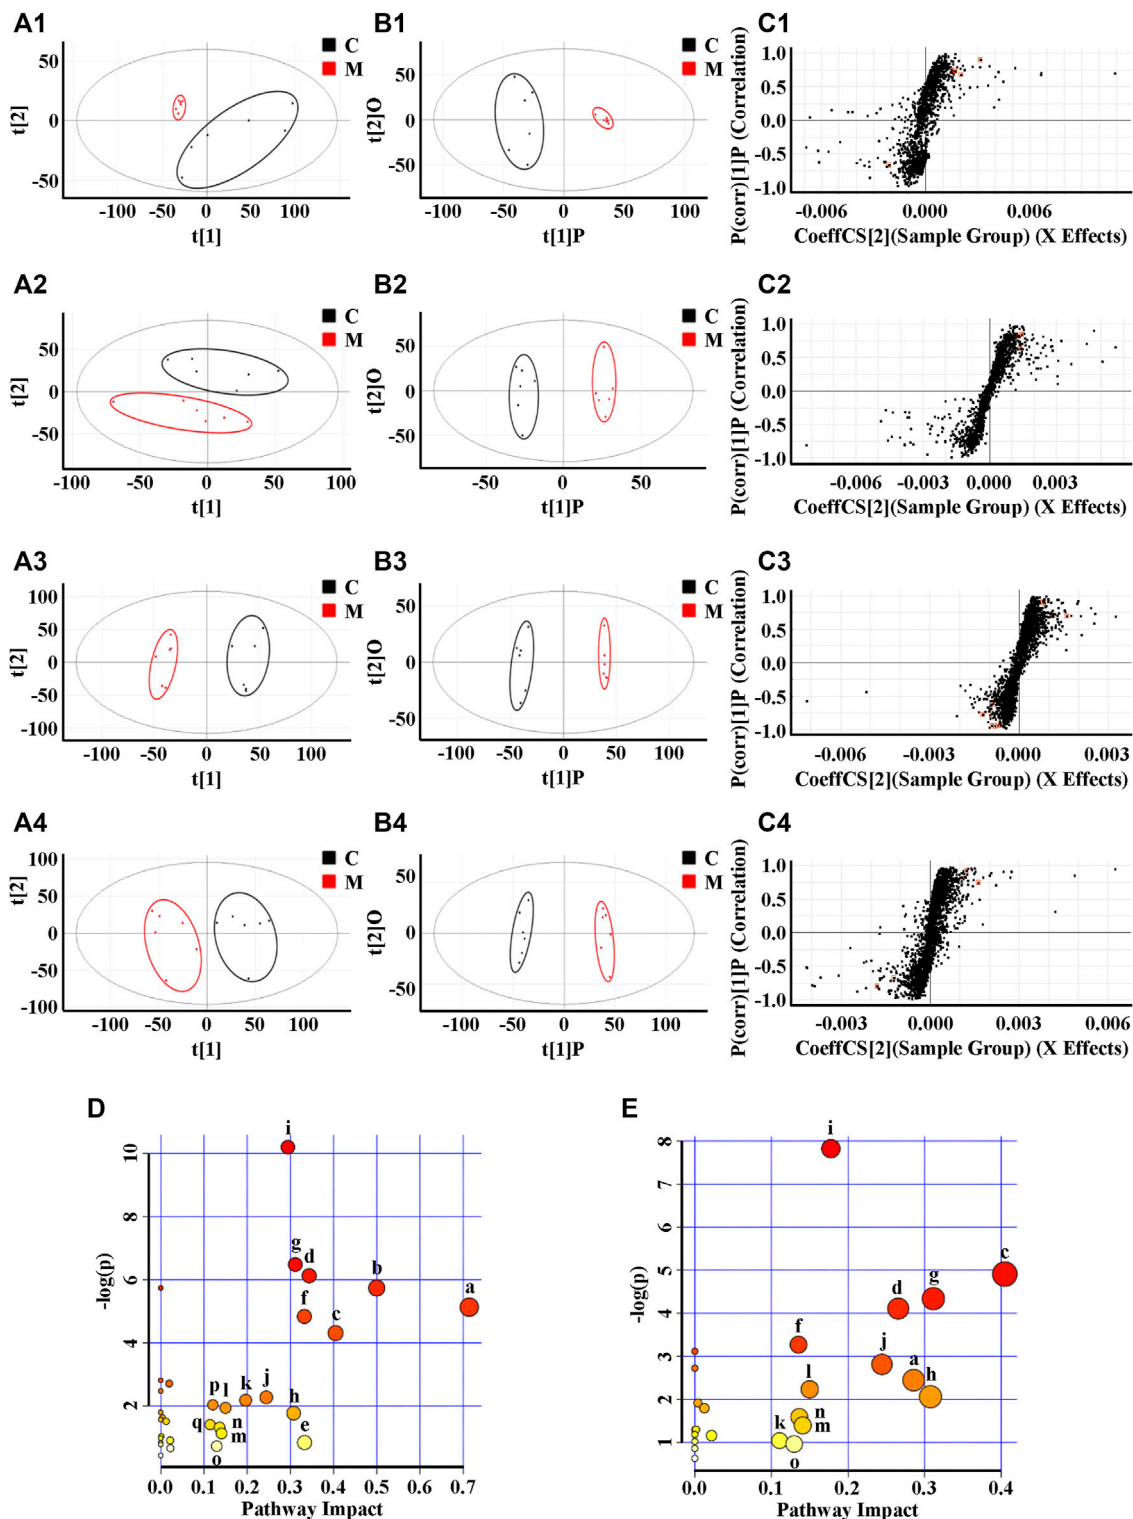 A1
C
M
50
0
-50
t[2]
-100
-50
0
50
100
t[1]
B1
C
M
50
0
-50
t[2]O
-100
-50
0
50
100
t[1]P
C1
1.0
0.5
0.0
-0.5
-1.0
P(corr)[1]P (Correlation)
-0.006
0.000
0.006
CoeffCS[2](Sample Group) (X Effects)
A2
C
M
50
0
-50
t[2]
-100
-50
0
50
100
t[1]
B2
C
M
50
0
-50
t[2]O
-50
0
50
t[1]P
C2
1.0
0.5
0.0
-0.5
-1.0
P(corr)[1]P (Correlation)
-0.006
-0.003
0.000
0.003
CoeffCS[2](Sample Group) (X Effects)
A3
C
M
100
50
0
-50
-100
t[2]
-100
-50
0
50
100
t[1]
B3
C
M
50
0
-50
t[2]O
-100
-50
0
50
100
t[1]P
C3
1.0
0.5
0.0
-0.5
-1.0
P(corr)[1]P (Correlation)
-0.006
-0.003
0.000
0.003
CoeffCS[2](Sample Group) (X Effects)
A4
C
M
100
50
0
-50
-100
t[2]
-100
-50
0
50
100
t[1]
B4
C
M
50
0
-50
t[2]O
-100
-50
0
50
100
t[1]P
C4
1.0
0.5
0.0
-0.5
-1.0
P(corr)[1]P (Correlation)
-0.003
0.000
0.003
0.006
CoeffCS[2](Sample Group) (X Effects)
D
10
8
6
4
2
-log(p)
i
g
d
b
a
f
c
p
l
k
j
h
q
n
m
e
o
0.0
0.1
0.2
0.3
0.4
0.5
0.6
0.7
Pathway Impact
E
8
7
6
5
4
3
2
1
-log(p)
i
c
g
d
f
j
a
h
l
n
m
k
o
0.0
0.1
0.2
0.3
0.4
Pathway Impact